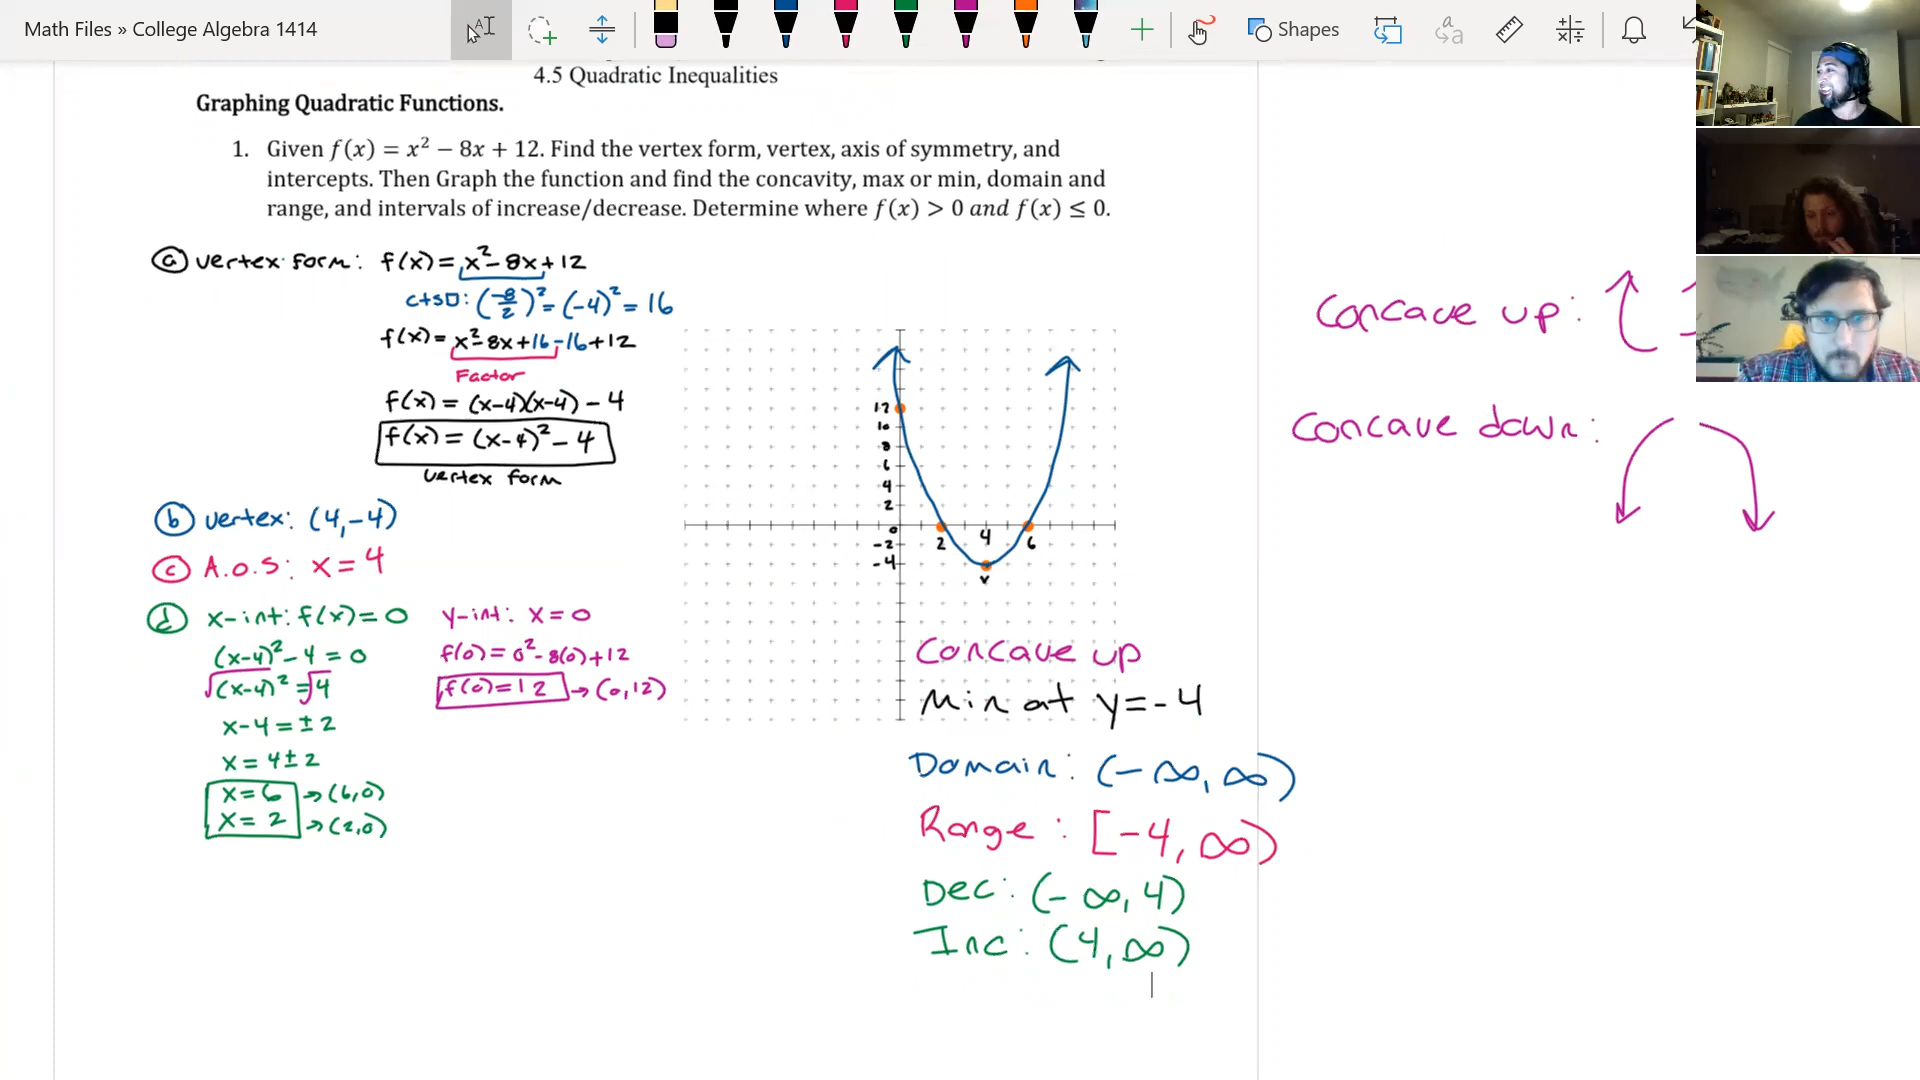 Math Files » College Algebra 1414
Shapes
4.5 Quadratic Inequalities
Graphing Quadratic Functions.
1. Given f(x) = x² − 8x + 12. Find the vertex form, vertex, axis of symmetry, and
intercepts. Then Graph the function and find the concavity, max or min, domain and
range, and intervals of increase/decrease. Determine where f(x) > 0 and f(x) ≤ 0.
ⓐ vertex form: f(x) = x² - 8x + 12
cts□: (-8/2)² = (-4)² = 16
f(x) = x² - 8x + 16 - 16 + 12
Factor
f(x) = (x-4)(x-4) - 4
f(x) = (x-4)² - 4
vertex form
ⓑ vertex: (4,-4)
ⓒ A.o.S: x = 4
ⓓ x-int: f(x) = 0
(x-4)² - 4 = 0
√(x-4)² = √4
x - 4 = ± 2
x = 4 ± 2
x = 6 → (6,0)
x = 2 → (2,0)
y-int: x = 0
f(0) = 0² - 8(0) + 12
f(0) = 12 → (0,12)
12
10
8
6
4
2
0
-2
-4
2
4
6
v
Concave up
Min at y = -4
Domain: (-∞, ∞)
Range: [-4, ∞)
Dec: (-∞, 4)
Inc: (4, ∞)
Concave up:
Concave down: